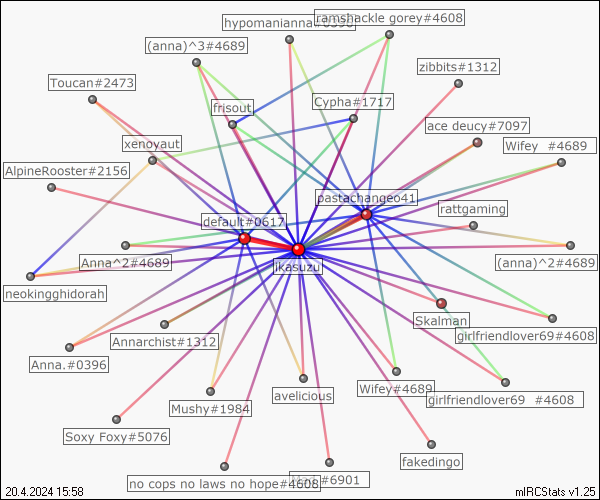 ramshackle gorey#4608
hypomanianna#0396
(anna)^3#4689
zibbits#1312
Toucan#2473
Cypha#1717
frisout
ace deucy#7097
xenoyaut
Wifey #4689
AlpineRooster#2156
pastachangeo41
rattgaming
default#0617
Anna^2#4689
(anna)^2#4689
ikasuzu
neokingghidorah
Skalman
girlfriendlover69#4608
Annarchist#1312
Anna.#0396
Wifey#4689
avelicious
girlfriendlover69 #4608
Mushy#1984
Soxy Foxy#5076
fakedingo
no cops no laws no hope#4608
#6901
20.4.2024 15:58
mIRCStats v1.25